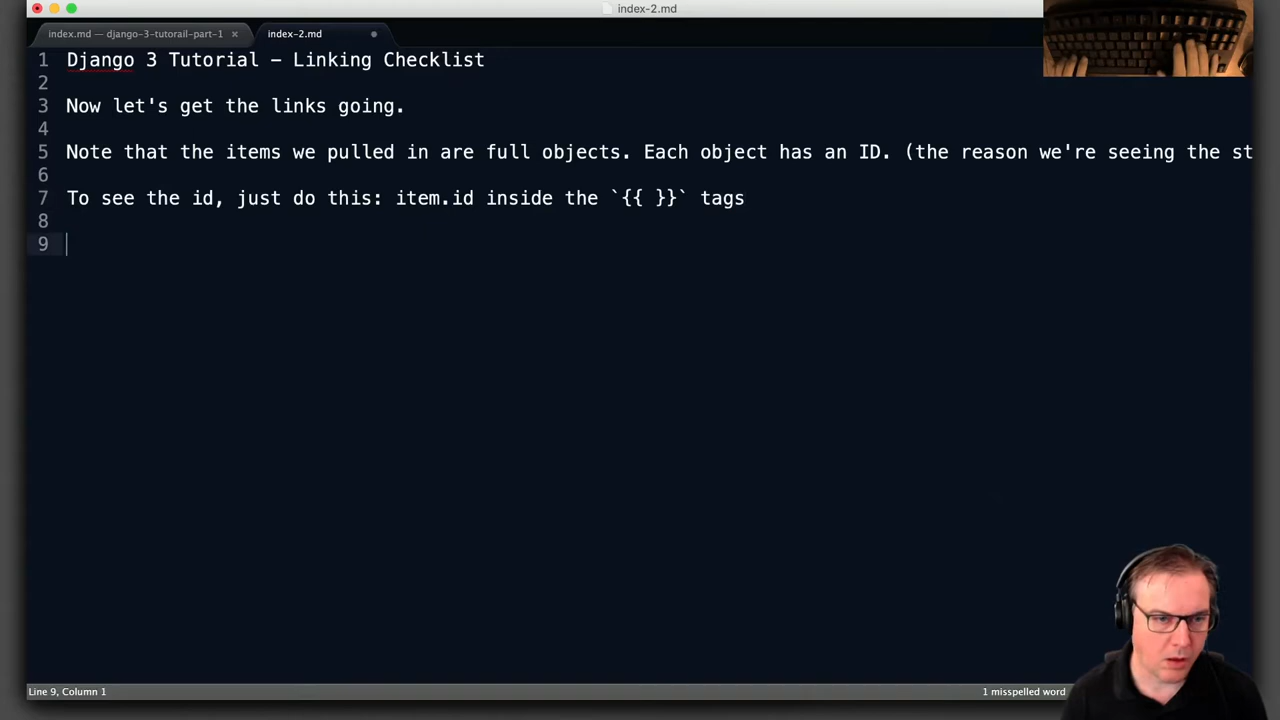 index-2.md
index.md — django-3-tutorail-part-1 ×
index-2.md
1 Django 3 Tutorial – Linking Checklist
2
3 Now let's get the links going.
4
5 Note that the items we pulled in are full objects. Each object has an ID. (the reason we're seeing the st
6
7 To see the id, just do this: item.id inside the `{{ }}` tags
8
9
Line 9, Column 1
1 misspelled word